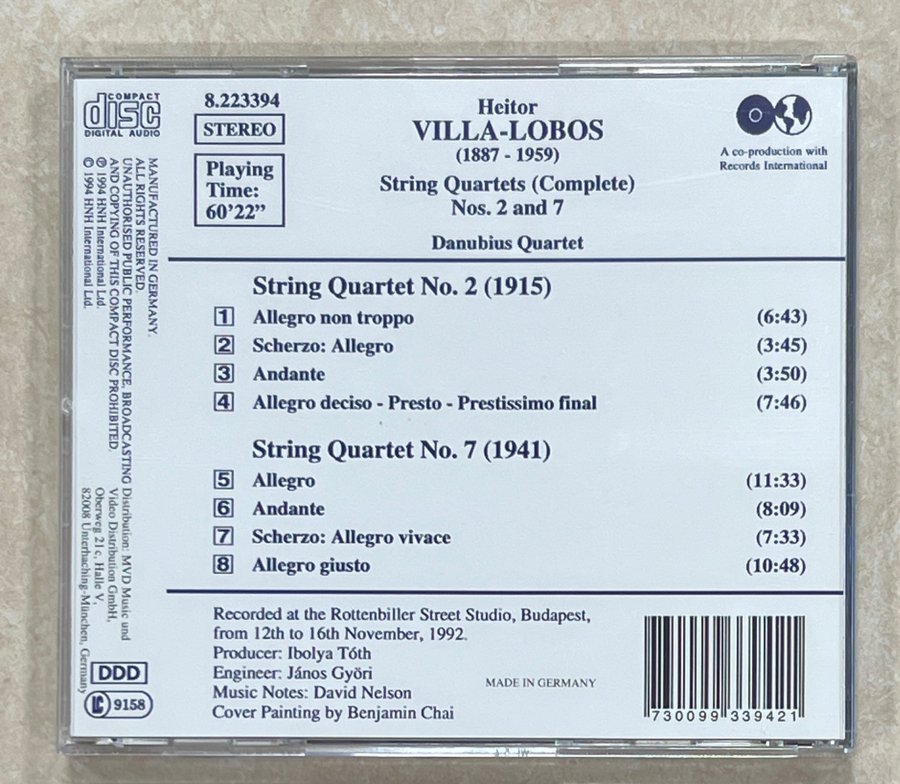 COMPACT
disc
DIGITAL AUDIO
8.223394
STEREO
Playing
Time:
60'22”
Heitor
VILLA-LOBOS
(1887 - 1959)
String Quartets (Complete)
Nos. 2 and 7
Danubius Quartet
A co-production with
Records International
String Quartet No. 2 (1915)
1 Allegro non troppo (6:43)
2 Scherzo: Allegro (3:45)
3 Andante (3:50)
4 Allegro deciso - Presto - Prestissimo final (7:46)
String Quartet No. 7 (1941)
5 Allegro (11:33)
6 Andante (8:09)
7 Scherzo: Allegro vivace (7:33)
8 Allegro giusto (10:48)
Recorded at the Rottenbiller Street Studio, Budapest,
from 12th to 16th November, 1992.
Producer: Ibolya Tóth
Engineer: János Györi
Music Notes: David Nelson
Cover Painting by Benjamin Chai
MADE IN GERMANY
7 30099 33942 1
MANUFACTURED IN GERMANY.
ALL RIGHTS RESERVED.
UNAUTHORISED PUBLIC PERFORMANCE, BROADCASTING
AND COPYING OF THIS COMPACT DISC PROHIBITED.
℗ 1994 HNH International Ltd.
© 1994 HNH International Ltd.
Distribution: MVD Music und
Video Distribution GmbH,
Oberweg 21c, Halle V,
82008 Unterhaching-München, Germany
DDD
LC 9158